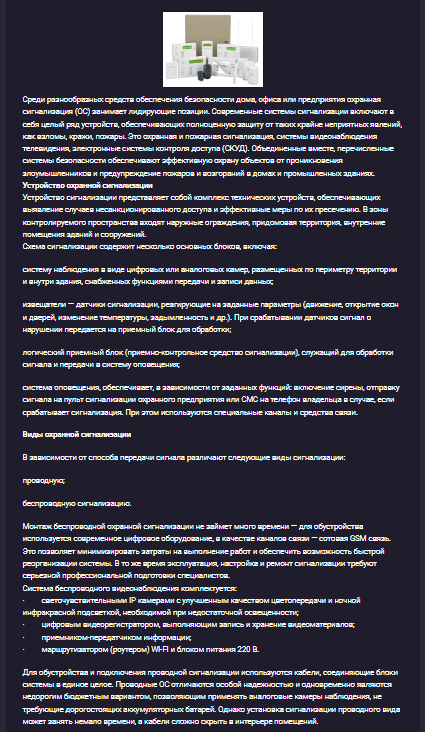 Среди разнообразных средств обеспечения безопасности дома, офиса или предприятия охранная
сигнализация (ОС) занимает лидирующие позиции. Современные системы сигнализации включают в
себя целый ряд устройств, обеспечивающих полноценную защиту от таких крайне неприятных явлений,
как взломы, кражи, пожары. Это охранная и пожарная сигнализация, системы видеонаблюдения
телевидения, электронные системы контроля доступа (СКУД). Объединенные вместе, перечисленные
системы безопасности обеспечивают эффективную охрану объектов от проникновения
злоумышленников и предупреждение пожаров и возгораний в домах и промышленных зданиях.
Устройство охранной сигнализации
Устройство сигнализации представляет собой комплекс технических устройств, обеспечивающих
выявление случаев несанкционированного доступа и эффективные меры по их пресечению. В зоны
контролируемого пространства входят наружные ограждения, придомовая территория, внутренние
помещения зданий и сооружений.
Схема сигнализации содержит несколько основных блоков, включая:
систему наблюдения в виде цифровых или аналоговых камер, размещенных по периметру территории
и внутри здания, снабженных функциями передачи и записи данных;
извещатели — датчики сигнализации, реагирующие на заданные параметры (движение, открытие окон
и дверей, изменение температуры, задымленность и др.). При срабатывании датчиков сигнал о
нарушении передается на приемный блок для обработки;
логический приемный блок (приемно-контрольное средство сигнализации), служащий для обработки
сигнала и передачи в систему оповещения;
система оповещения, обеспечивает, в зависимости от заданных функций: включение сирены, отправку
сигнала на пульт сигнализации охранного предприятия или СМС на телефон владельца в случае, если
срабатывает сигнализация. При этом используются специальные каналы и средства связи.
Виды охранной сигнализации
В зависимости от способа передачи сигнала различают следующие виды сигнализации:
проводную;
беспроводную сигнализацию.
Монтаж беспроводной охранной сигнализации не займет много времени — для обустройства
используется современное цифровое оборудование, в качестве каналов связи — сотовая GSM связь.
Это позволяет минимизировать затраты на выполнение работ и обеспечить возможность быстрой
реорганизации системы. В то же время эксплуатация, настройка и ремонт сигнализации требуют
серьезной профессиональной подготовки специалистов.
Система беспроводного видеонаблюдения комплектуется:
· светочувствительными IP камерами с улучшенным качеством цветопередачи и ночной
инфракрасной подсветкой, необходимой при недостаточной освещенности;
· цифровым видеорегистратором, выполняющим запись и хранение видеоматериалов;
· приемником-передатчиком информации;
· маршрутизатором (роутером) WI-FI и блоком питания 220 В.
Для обустройства и подключения проводной сигнализации используются кабели, соединяющие блоки
системы в единое целое. Проводные ОС отличаются особой надежностью и одновременно являются
недорогим бюджетным вариантом, позволяющим применять аналоговые камеры наблюдения, не
требующие дорогостоящих аккумуляторных батарей. Однако установка сигнализации проводного вида
может занять немало времени, а кабели сложно скрыть в интерьере помещений.